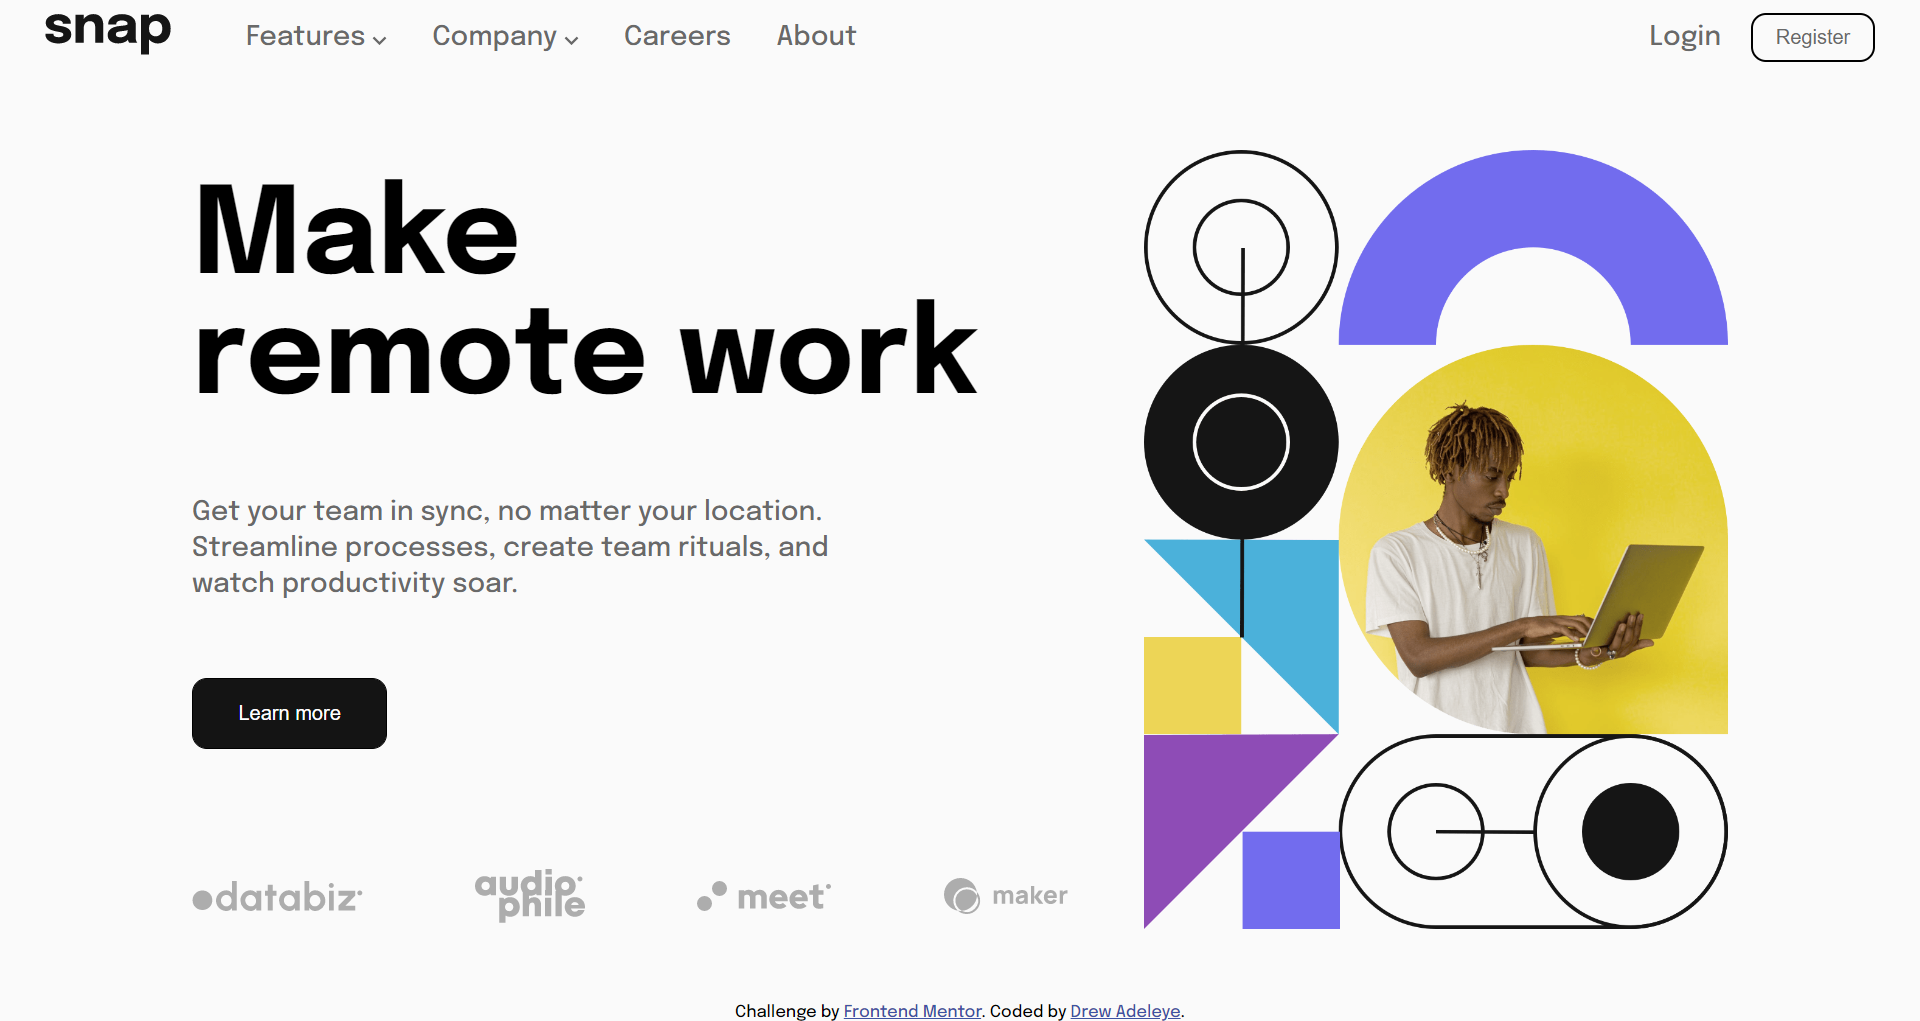 snap Features Company Careers About Login Register
Make
remote work
Get your team in sync, no matter your location.
Streamline processes, create team rituals, and
watch productivity soar.
Learn more
databiz audiophile meet maker
Challenge by Frontend Mentor. Coded by Drew Adeleye.